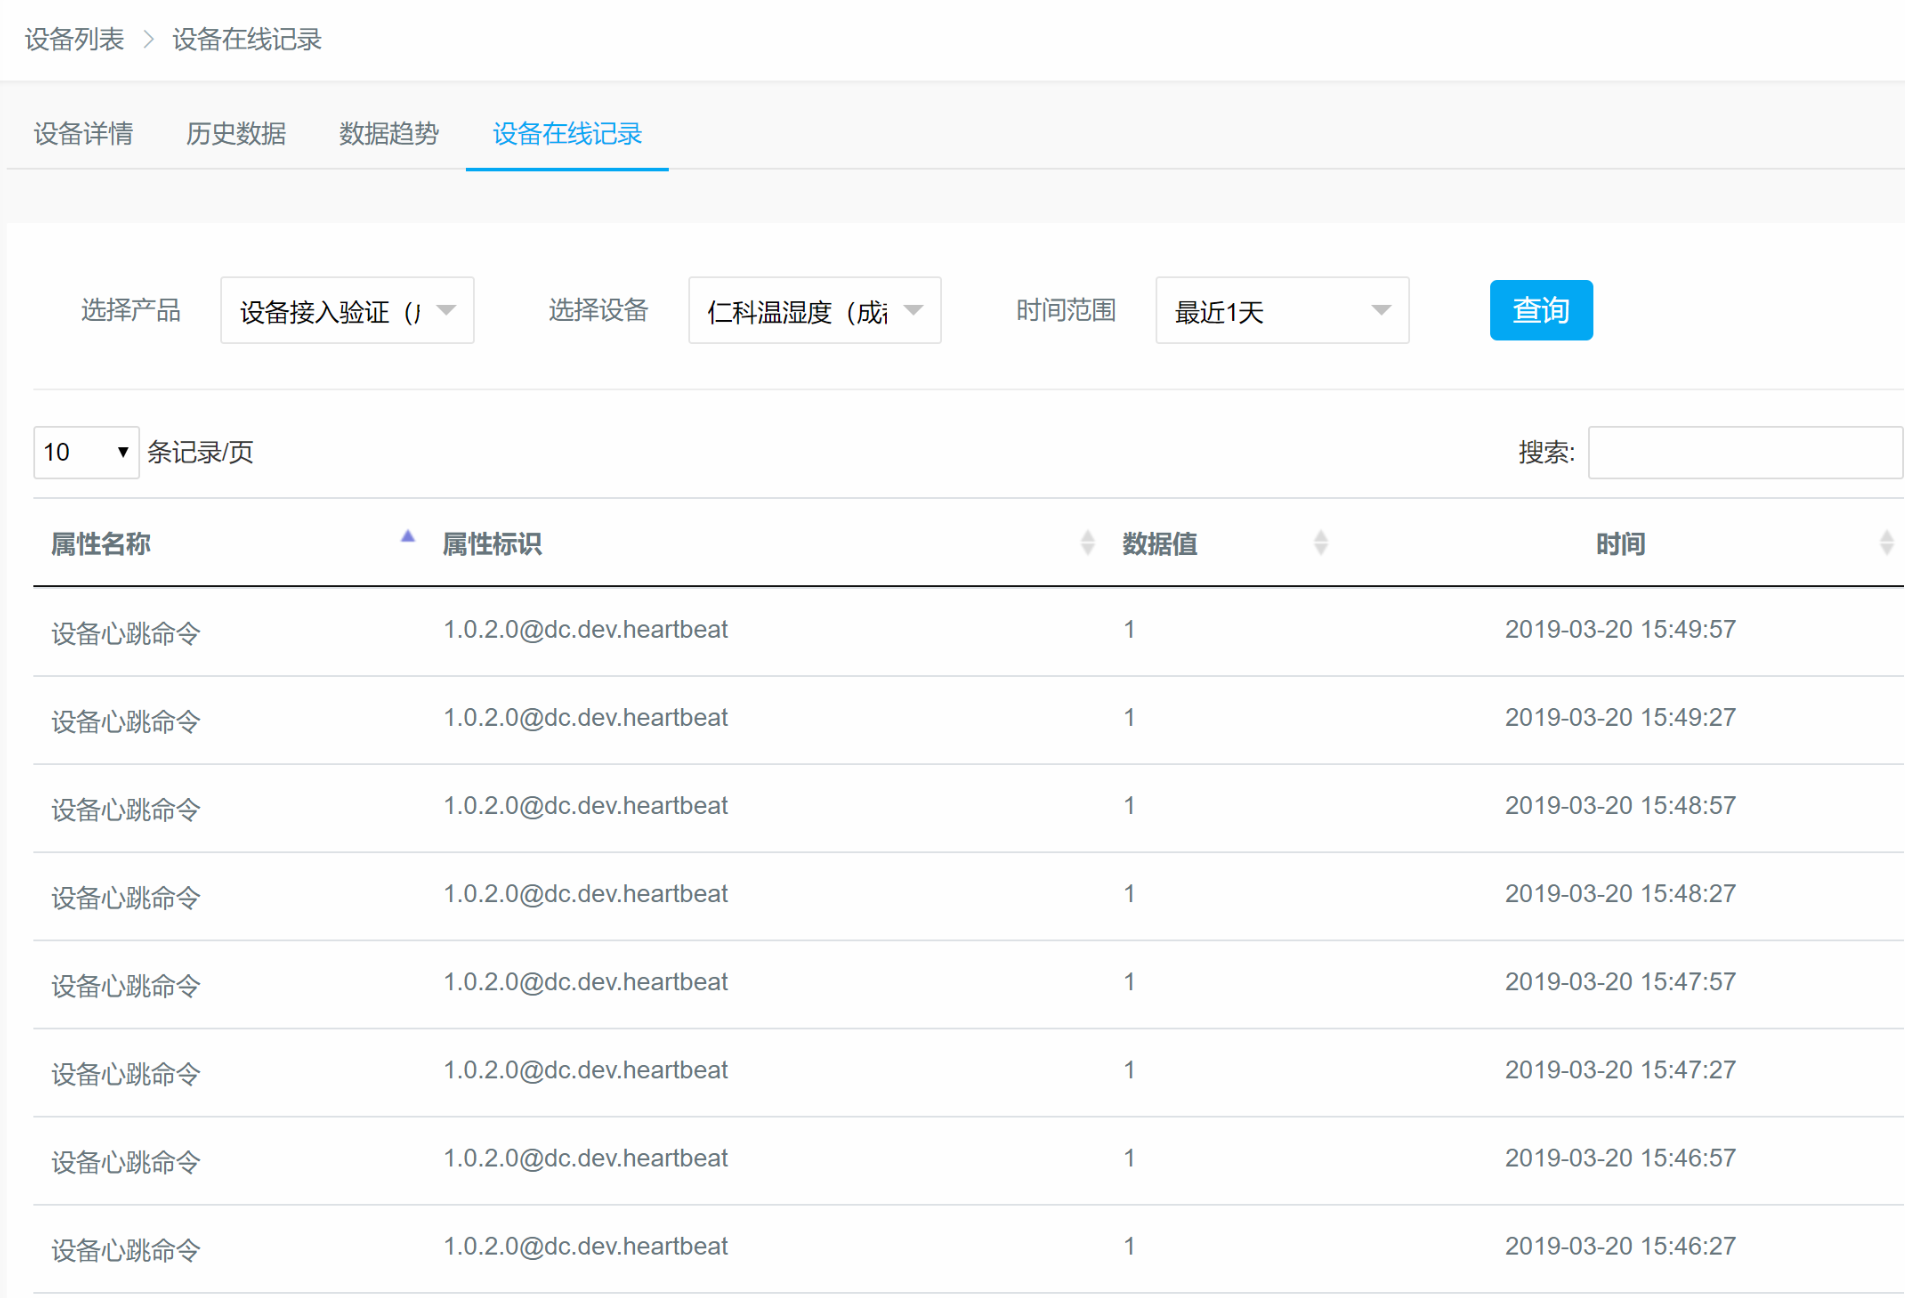 设备列表 > 设备在线记录
设备详情 历史数据 数据趋势 设备在线记录
选择产品 设备接入验证（ 选择设备 仁科温湿度（成 时间范围 最近1天 查询
10 条记录/页 搜索:
属性名称 属性标识 数据值 时间
设备心跳命令 1.0.2.0@dc.dev.heartbeat 1 2019-03-20 15:49:57
设备心跳命令 1.0.2.0@dc.dev.heartbeat 1 2019-03-20 15:49:27
设备心跳命令 1.0.2.0@dc.dev.heartbeat 1 2019-03-20 15:48:57
设备心跳命令 1.0.2.0@dc.dev.heartbeat 1 2019-03-20 15:48:27
设备心跳命令 1.0.2.0@dc.dev.heartbeat 1 2019-03-20 15:47:57
设备心跳命令 1.0.2.0@dc.dev.heartbeat 1 2019-03-20 15:47:27
设备心跳命令 1.0.2.0@dc.dev.heartbeat 1 2019-03-20 15:46:57
设备心跳命令 1.0.2.0@dc.dev.heartbeat 1 2019-03-20 15:46:27